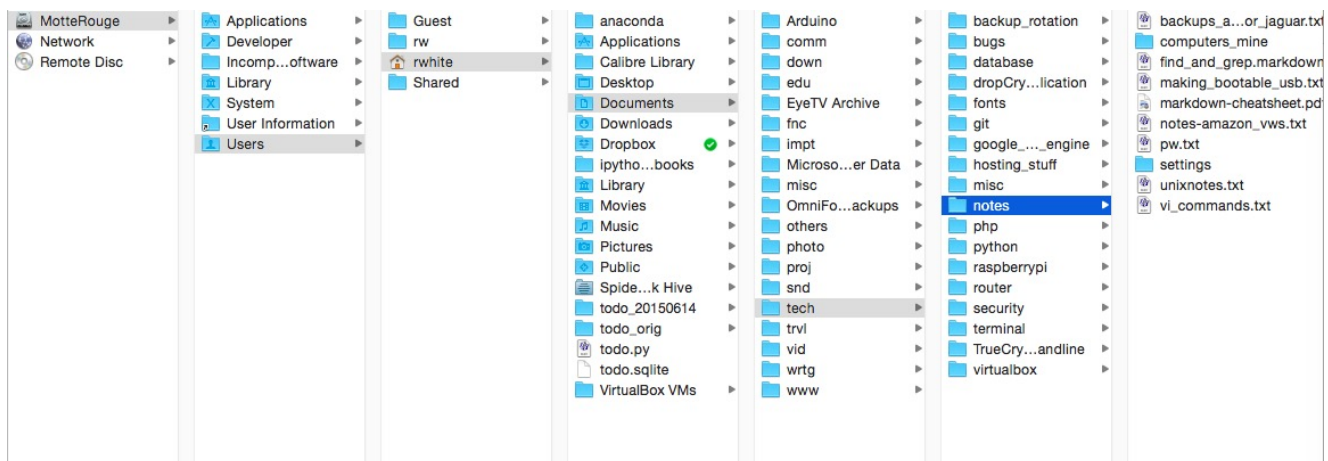 MotteRouge
Network
Remote Disc
Applications
Developer
Incomp...oftware
Library
System
User Information
Users
Guest
rw
rwhite
Shared
anaconda
Applications
Calibre Library
Desktop
Documents
Downloads
Dropbox
ipytho...books
Library
Movies
Music
Pictures
Public
Spide...k Hive
todo_20150614
todo_orig
todo.py
todo.sqlite
VirtualBox VMs
Arduino
comm
down
edu
EyeTV Archive
fnc
impt
Microso...er Data
misc
OmniFo...ackups
others
photo
proj
snd
tech
trvl
vid
wrtg
www
backup_rotation
bugs
database
dropCry...lication
fonts
git
google_..._engine
hosting_stuff
misc
notes
php
python
raspberrypi
router
security
terminal
TrueCry...andline
virtualbox
backups_a...or_jaguar.txt
computers_mine
find_and_grep.markdown
making_bootable_usb.txt
markdown-cheatsheet.pd
notes-amazon_vws.txt
pw.txt
settings
unixnotes.txt
vi_commands.txt